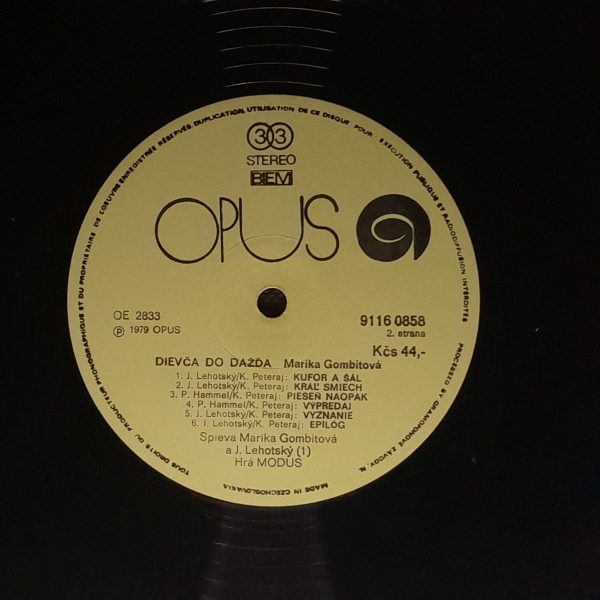 TOUS DROITS DU PRODUCTEUR PHONOGRAPHIQUE ET DU PROPRIETAIRE DE L'OEUVRE ENREGISTRÉE RÉSERVÉS. DUPLICATION, UTILISATION DE CE DISQUE POUR EXECUTION PUBLIQUE ET RADIODIFFUSION INTERDITES
33
STEREO
BIEM
OPUS
OE 2833
9116 0858
Ⓟ 1979 OPUS
2. strana
Kčs 44,-
DIEVČA DO DAŽĎA Marika Gombitová
1. J. Lehotský/K. Peteraj: KUFOR A ŠÁL
2. J. Lehotský/K. Peteraj: KRÁĽ SMIECH
3. P. Hammel/K. Peteraj: PIESEŇ NAOPAK
4. P. Hammel/K. Peteraj: VÝPREDAJ
5. J. Lehotský/K. Peteraj: VYZNANIE
6. J. Lehotský/K. Peteraj: EPILÓG
Spieva Marika Gombitová
a J. Lehotský (1)
Hrá MODUS
PROCESSED BY GRAMOFONOVÉ ZÁVODY, N.
MADE IN CZECHOSLOVAKIA